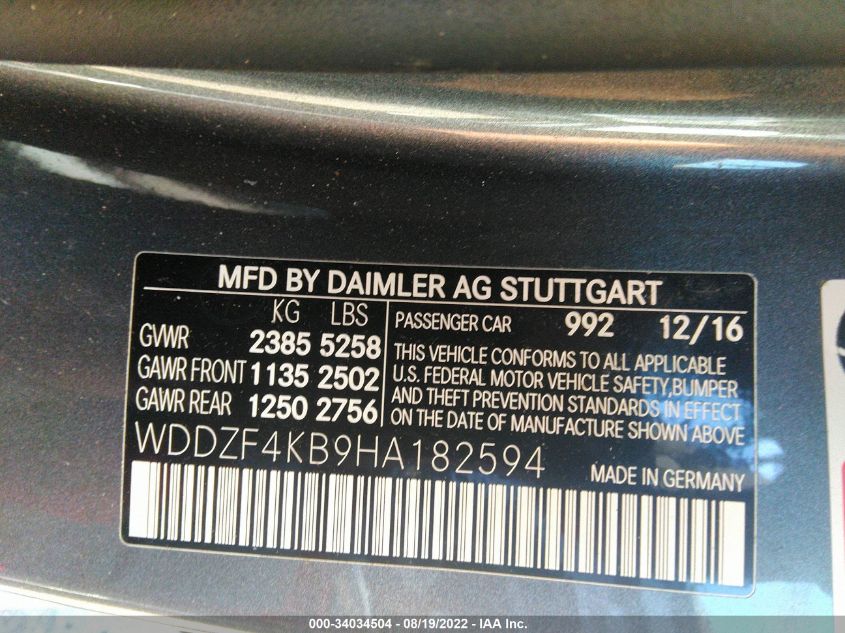 MFD BY DAIMLER AG STUTTGART
KG LBS
GVWR 2385 5258
GAWR FRONT 1135 2502
GAWR REAR 1250 2756
PASSENGER CAR 992 12/16
THIS VEHICLE CONFORMS TO ALL APPLICABLE
U.S. FEDERAL MOTOR VEHICLE SAFETY,BUMPER
AND THEFT PREVENTION STANDARDS IN EFFECT
ON THE DATE OF MANUFACTURE SHOWN ABOVE
WDDZF4KB9HA182594
MADE IN GERMANY
000-34034504 - 08/19/2022 - IAA Inc.